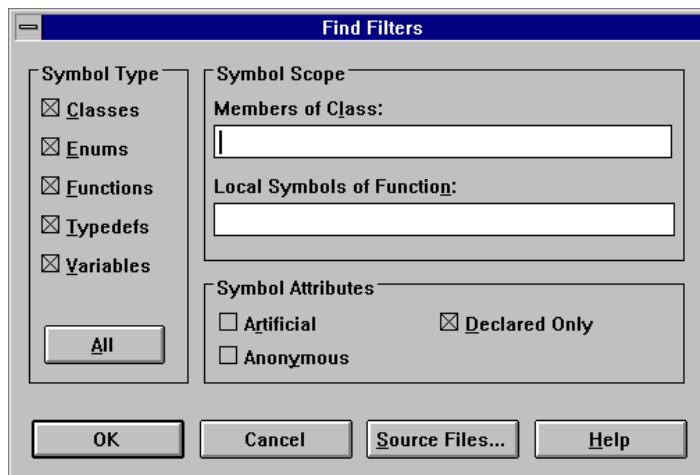 Find Filters
Symbol Type
Classes
Enums
Functions
Typedefs
Variables
All
Symbol Scope
Members of Class:
Local Symbols of Function:
Symbol Attributes
Artificial
Declared Only
Anonymous
OK
Cancel
Source Files...
Help